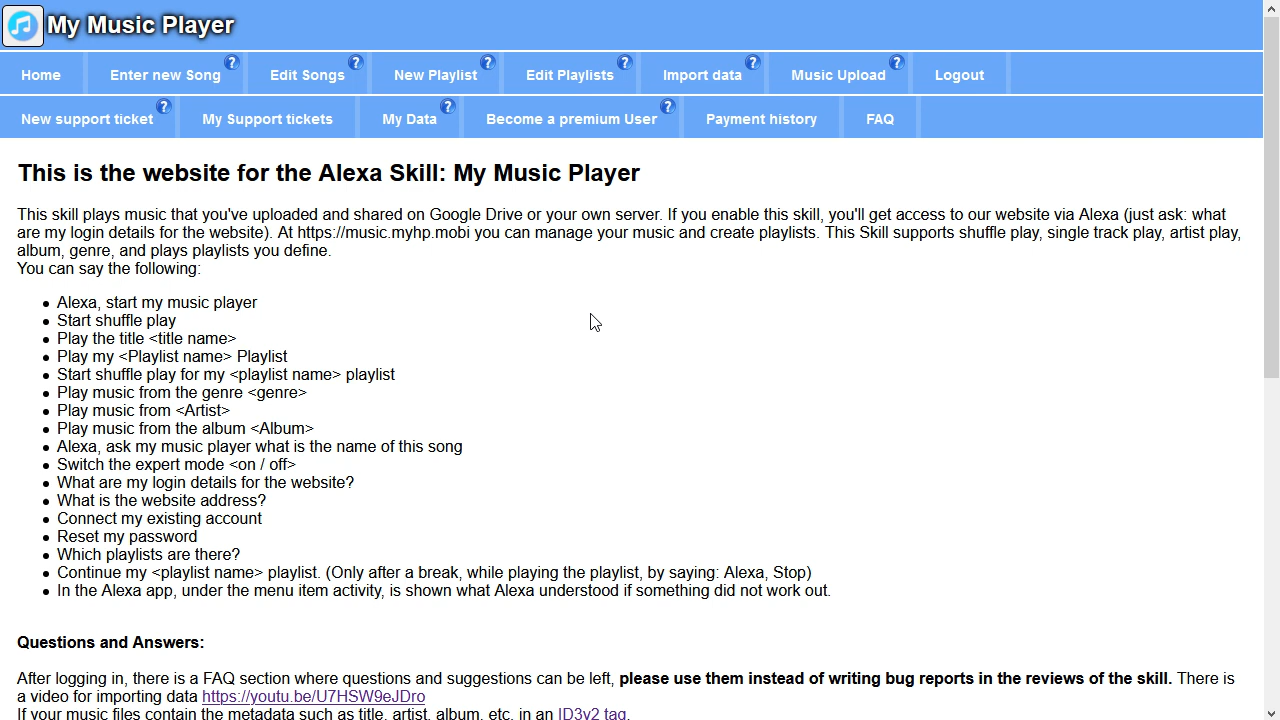 My Music Player
Home Enter new Song ? Edit Songs ? New Playlist ? Edit Playlists ? Import data ? Music Upload ? Logout
New support ticket ? My Support tickets My Data ? Become a premium User ? Payment history FAQ
This is the website for the Alexa Skill: My Music Player
This skill plays music that you've uploaded and shared on Google Drive or your own server. If you enable this skill, you'll get access to our website via Alexa (just ask: what
are my login details for the website). At https://music.myhp.mobi you can manage your music and create playlists. This Skill supports shuffle play, single track play, artist play,
album, genre, and plays playlists you define.
You can say the following:
• Alexa, start my music player
• Start shuffle play
• Play the title <title name>
• Play my <Playlist name> Playlist
• Start shuffle play for my <playlist name> playlist
• Play music from the genre <genre>
• Play music from <Artist>
• Play music from the album <Album>
• Alexa, ask my music player what is the name of this song
• Switch the expert mode <on / off>
• What are my login details for the website?
• What is the website address?
• Connect my existing account
• Reset my password
• Which playlists are there?
• Continue my <playlist name> playlist. (Only after a break, while playing the playlist, by saying: Alexa, Stop)
• In the Alexa app, under the menu item activity, is shown what Alexa understood if something did not work out.
Questions and Answers:
After logging in, there is a FAQ section where questions and suggestions can be left, please use them instead of writing bug reports in the reviews of the skill. There is
a video for importing data https://youtu.be/U7HSW9eJDro
If your music files contain the metadata such as title, artist, album, etc. in an ID3v2 tag,